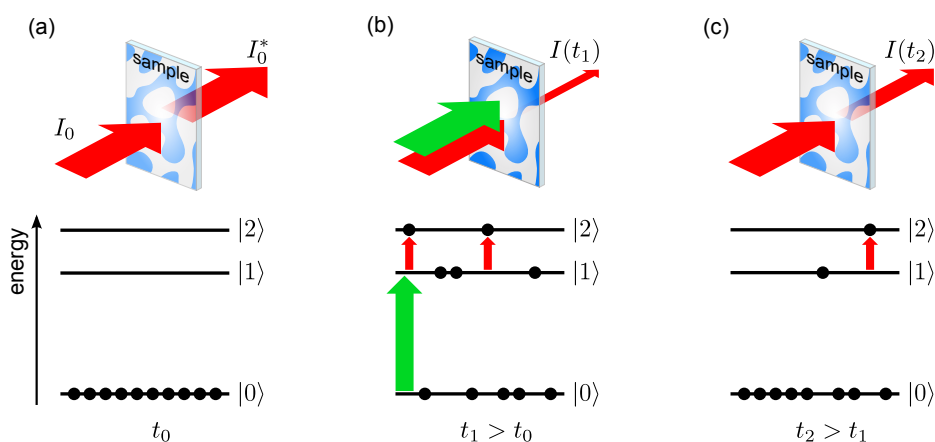 (a)
sample
I₀
I₀*
energy
|2⟩
|1⟩
|0⟩
t₀
(b)
sample
I(t₁)
|2⟩
|1⟩
|0⟩
t₁ > t₀
(c)
sample
I(t₂)
|2⟩
|1⟩
|0⟩
t₂ > t₁